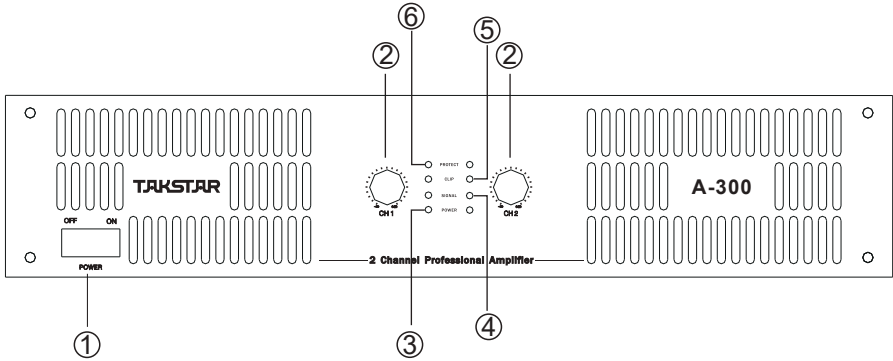 ⑥
⑤
② ②
PROTECT
CLIP
TAKSTAR
A-300
SIGNAL
CH 1 POWER CH 2
OFF ON
2 Channel Professional Amplifier
POWER
① ③ ④